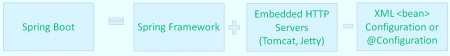 Spring Boot
=
Spring Framework
+
Embedded HTTP
Servers
(Tomcat, Jetty)
-
XML <bean>
Configuration or
@Configuration